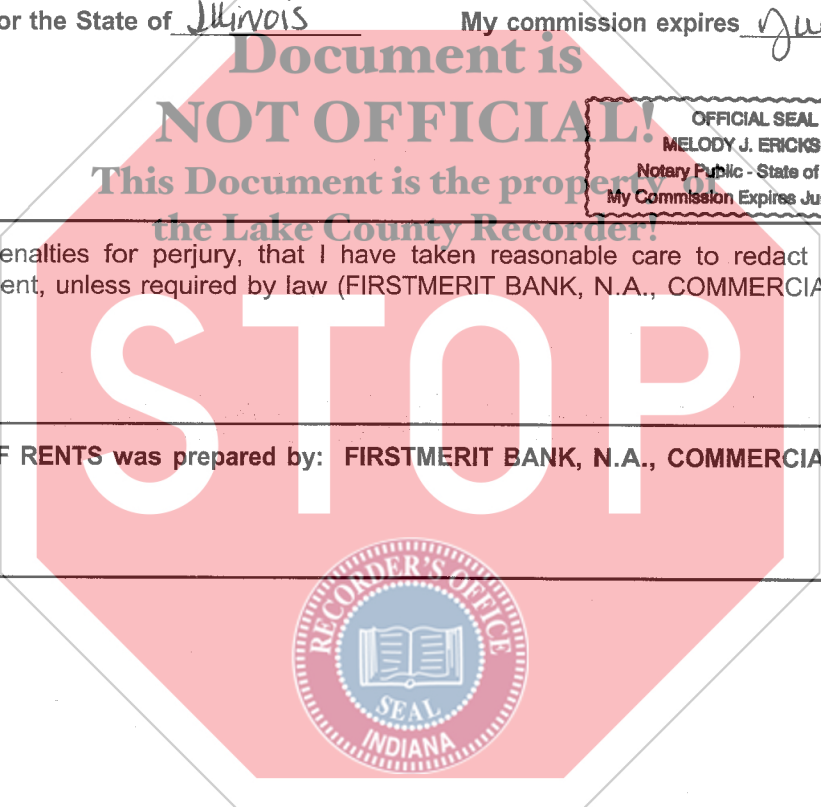 or the State of Illinois My commission expires Ju
Document is
NOT OFFICIAL!
This Document is the property of
the Lake County Recorder!
OFFICIAL SEAL
MELODY J. ERICKS
Notary Public - State of
My Commission Expires Ju
enalties for perjury, that I have taken reasonable care to redact
ent, unless required by law (FIRSTMERIT BANK, N.A., COMMERCIA
STOP
F RENTS was prepared by: FIRSTMERIT BANK, N.A., COMMERCIA
RECORDER'S OFFICE
SEAL
INDIANA